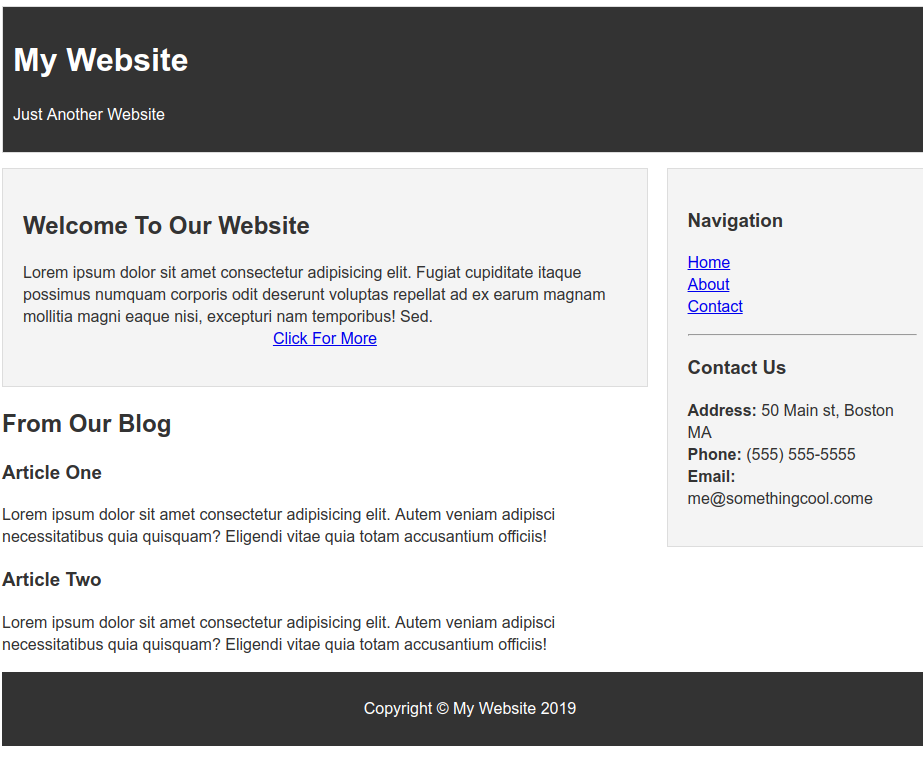 My Website
Just Another Website
Welcome To Our Website
Lorem ipsum dolor sit amet consectetur adipisicing elit. Fugiat cupiditate itaque
possimus numquam corporis odit deserunt voluptas repellat ad ex earum magnam
mollitia magni eaque nisi, excepturi nam temporibus! Sed.
Click For More
From Our Blog
Article One
Lorem ipsum dolor sit amet consectetur adipisicing elit. Autem veniam adipisci
necessitatibus quia quisquam? Eligendi vitae quia totam accusantium officiis!
Article Two
Lorem ipsum dolor sit amet consectetur adipisicing elit. Autem veniam adipisci
necessitatibus quia quisquam? Eligendi vitae quia totam accusantium officiis!
Navigation
Home
About
Contact
Contact Us
Address: 50 Main st, Boston
MA
Phone: (555) 555-5555
Email:
me@somethingcool.come
Copyright © My Website 2019